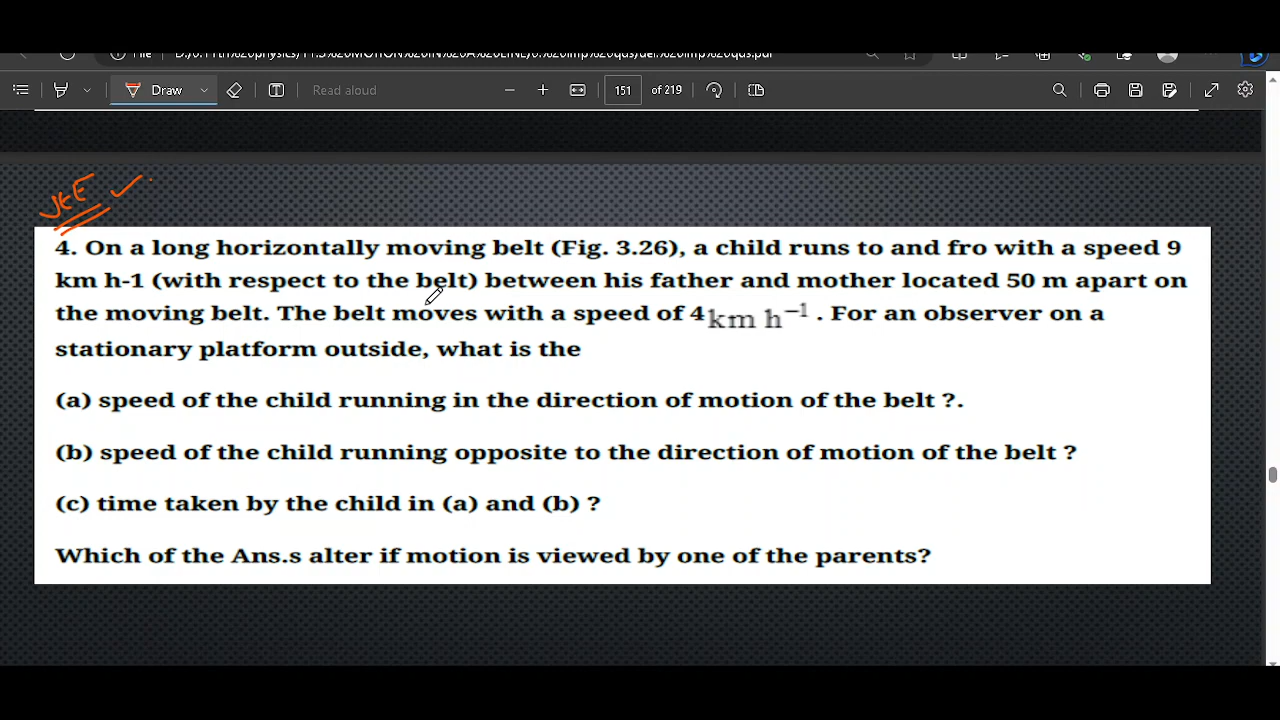 Draw
Read aloud
151
of 219
JEE
4. On a long horizontally moving belt (Fig. 3.26), a child runs to and fro with a speed 9
km h-1 (with respect to the belt) between his father and mother located 50 m apart on
the moving belt. The belt moves with a speed of 4 km h⁻¹ . For an observer on a
stationary platform outside, what is the
(a) speed of the child running in the direction of motion of the belt ?.
(b) speed of the child running opposite to the direction of motion of the belt ?
(c) time taken by the child in (a) and (b) ?
Which of the Ans.s alter if motion is viewed by one of the parents?